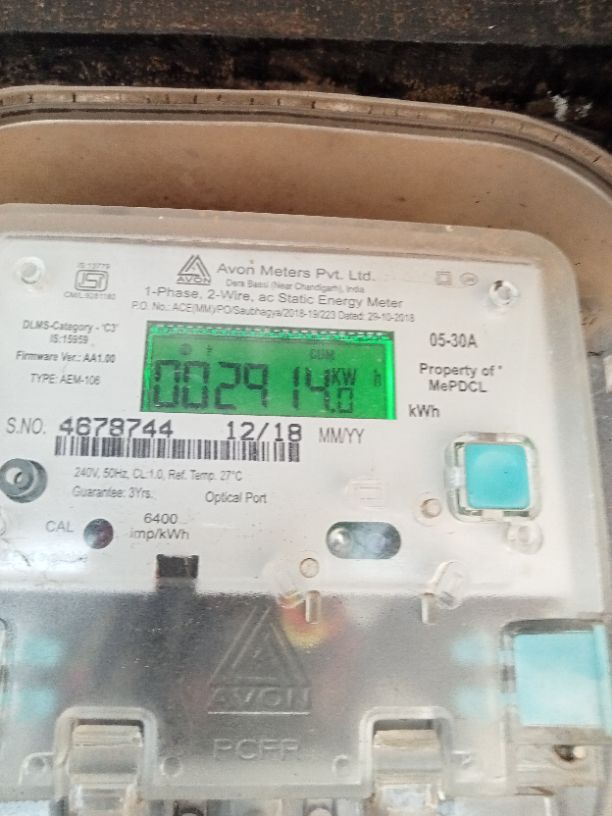 IS:13779
CM/L 9281182
AVON
Avon Meters Pvt. Ltd.
Dera Bassi (Near Chandigarh), India
1-Phase, 2-Wire, ac Static Energy Meter
P.O. No.: ACE(MM)/PO/Saubhagya/2018-19/223 Dated: 29-10-2018
DLMS-Category - 'C3'
IS:15959
Firmware Ver.: AA1.00
TYPE: AEM-106
CUM
002914.0 KW h
05-30A
Property of
MePDCL
kWh
S.NO. 4678744 12/18 MM/YY
240V, 50Hz, CL:1.0, Ref. Temp. 27°C
Guarantee: 3Yrs. Optical Port
CAL
6400
imp/kWh
AVON